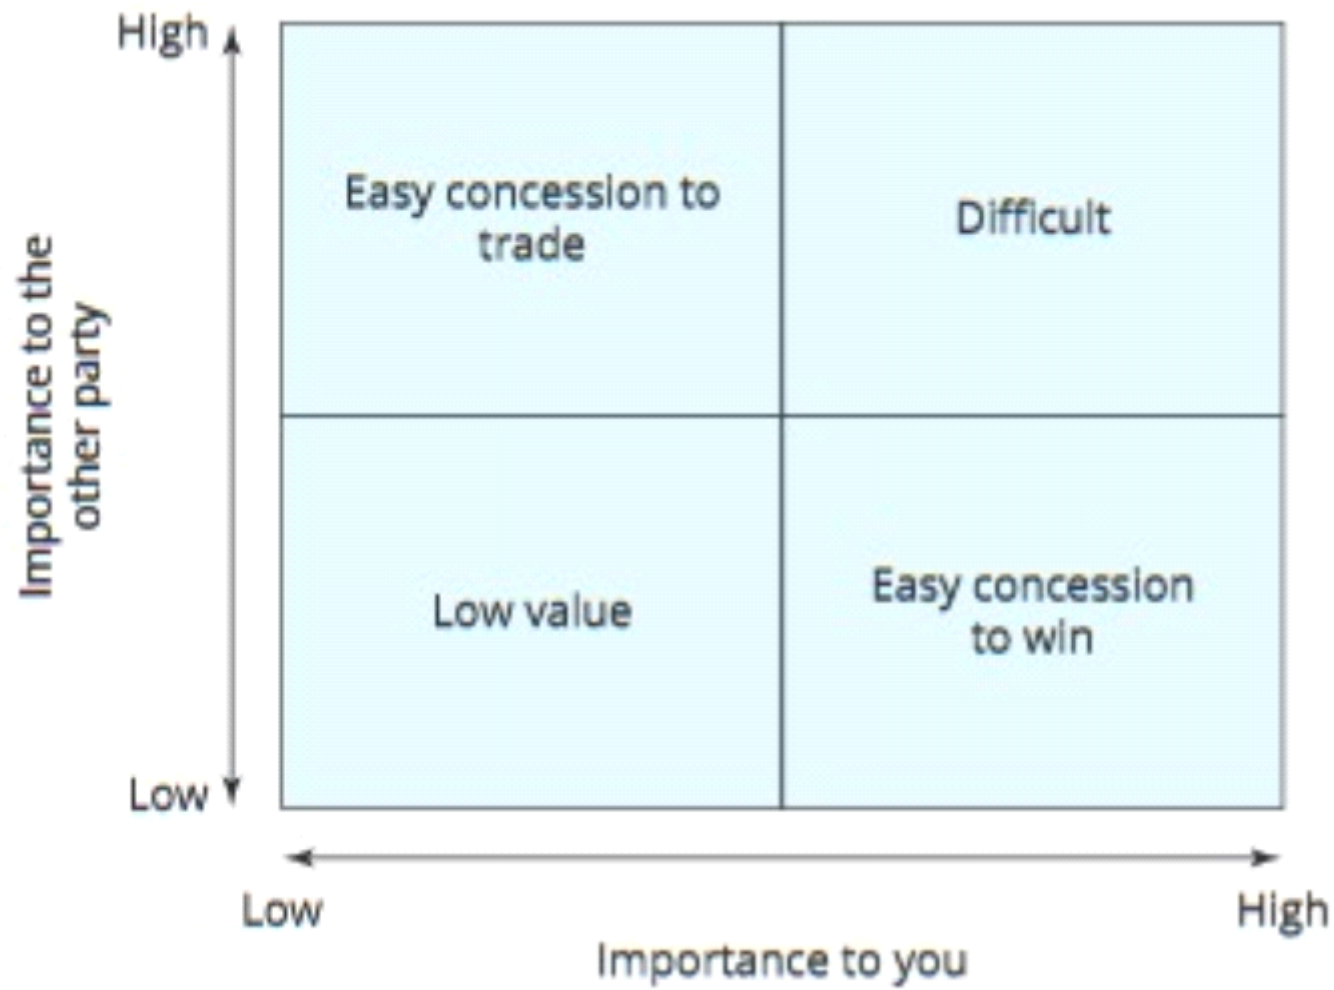 High
Easy concession to
trade
Difficult
Importance to the
other party
Low value
Easy concession
to win
Low
Low
High
Importance to you